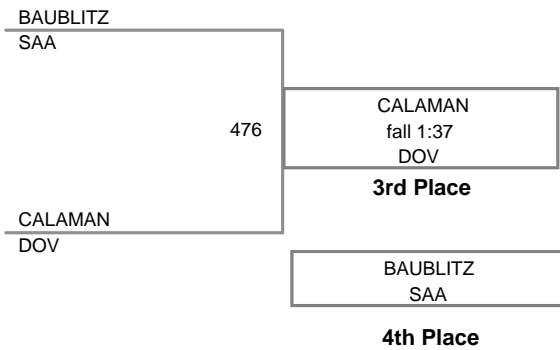 BAUBLITZ
SAA
476
CALAMAN
fall 1:37
DOV
3rd Place
CALAMAN
DOV
BAUBLITZ
SAA
4th Place